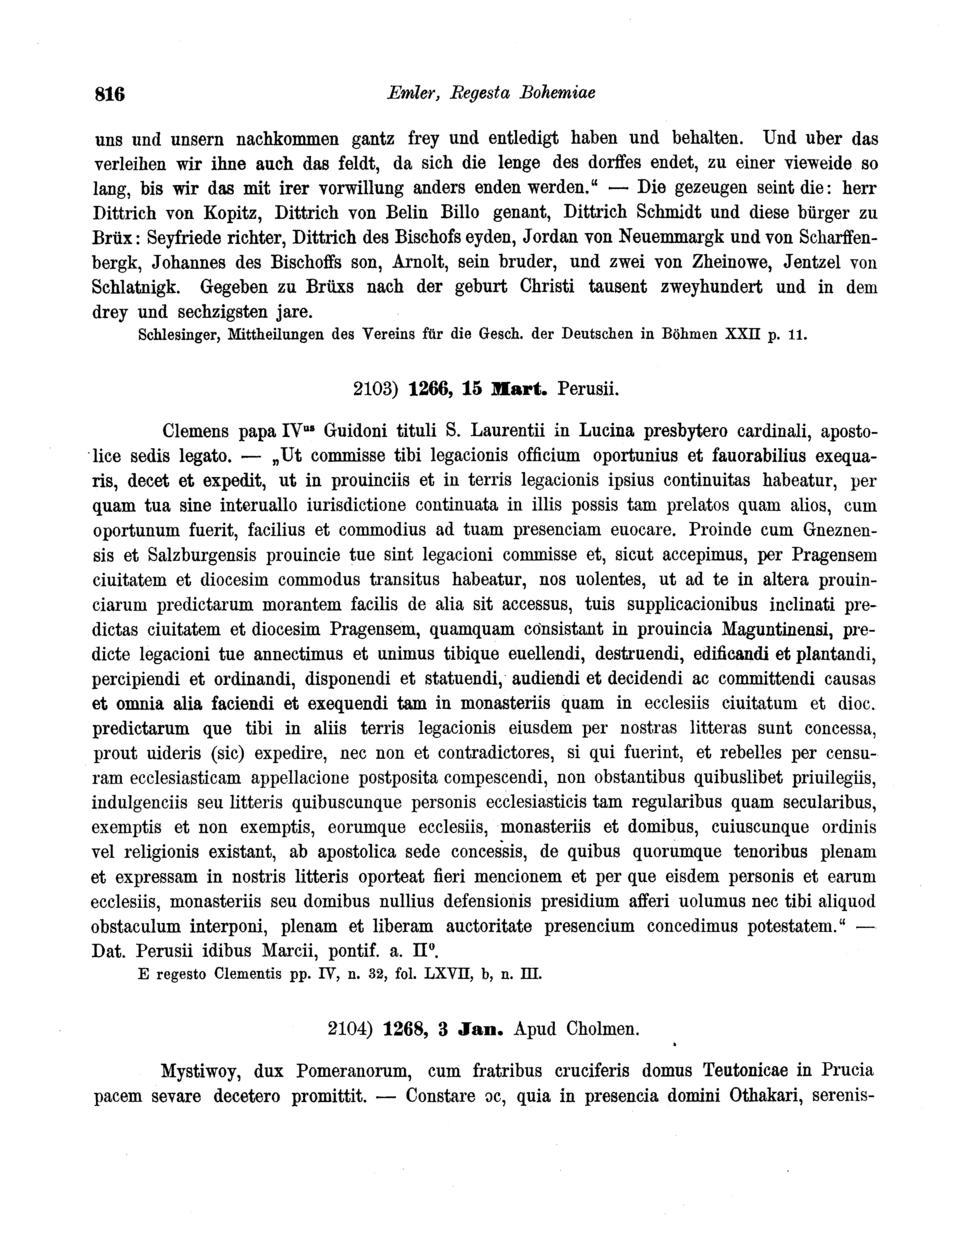 816 Emler, Regesta Bohemiae
uns und unsern nachkommen gantz frey und entledigt haben und behalten. Und uber das
verleihen wir ihne auch das feldt, da sich die lenge des dorffes endet, zu einer vieweide so
lang, bis wir das mit irer vorwillung anders enden werden.“ — Die gezeugen seint die: herr
Dittrich von Kopitz, Dittrich von Belin Billo genant, Dittrich Schmidt und diese bürger zu
Brüx: Seyfriede richter, Dittrich des Bischofs eyden, Jordan von Neuemmargk und von Scharffen-
bergk, Johannes des Bischoffs son, Arnolt, sein bruder, und zwei von Zheinowe, Jentzel von
Schlatnigk. Gegeben zu Brüxs nach der geburt Christi tausent zweyhundert und in dem
drey und sechzigsten jare.
Schlesinger, Mittheilungen des Vereins für die Gesch. der Deutschen in Böhmen XXII p. 11.
2103) 1266, 15 Mart. Perusii.
Clemens papa IVus Guidoni tituli S. Laurentii in Lucina presbytero cardinali, aposto-
lice sedis legato. — „Ut commisse tibi legacionis officium oportunius et fauorabilius exequa-
ris, decet et expedit, ut in prouinciis et in terris legacionis ipsius continuitas habeatur, per
quam tua sine interuallo iurisdictione continuata in illis possis tam prelatos quam alios, cum
oportunum fuerit, facilius et commodius ad tuam presenciam euocare. Proinde cum Gneznen-
sis et Salzburgensis prouincie tue sint legacioni commisse et, sicut accepimus, per Pragensem
ciuitatem et diocesim commodus transitus habeatur, nos uolentes, ut ad te in altera prouin-
ciarum predictarum morantem facilis de alia sit accessus, tuis supplicacionibus inclinati pre-
dictas ciuitatem et diocesim Pragensem, quamquam consistant in prouincia Maguntinensi, pre-
dicte legacioni tue annectimus et unimus tibique euellendi, destruendi, edificandi et plantandi,
percipiendi et ordinandi, disponendi et statuendi, audiendi et decidendi ac committendi causas
et omnia alia faciendi et exequendi tam in monasteriis quam in ecclesiis ciuitatum et dioc.
predictarum que tibi in aliis terris legacionis eiusdem per nostras litteras sunt concessa,
prout uideris (sic) expedire, nec non et contradictores, si qui fuerint, et rebelles per censu-
ram ecclesiasticam appellacione postposita compescendi, non obstantibus quibuslibet priuilegiis,
indulgenciis seu litteris quibuscunque personis ecclesiasticis tam regularibus quam secularibus,
exemptis et non exemptis, eorumque ecclesiis, monasteriis et domibus, cuiuscunque ordinis
vel religionis existant, ab apostolica sede concessis, de quibus quorumque tenoribus plenam
et expressam in nostris litteris oporteat fieri mencionem et per que eisdem personis et earum
ecclesiis, monasteriis seu domibus nullius defensionis presidium afferi uolumus nec tibi aliquod
obstaculum interponi, plenam et liberam auctoritate presencium concedimus potestatem.“ —
Dat. Perusii idibus Marcii, pontif. a. IIº.
E regesto Clementis pp. IV, n. 32, fol. LXVII, b, n. III.
2104) 1268, 3 Jan. Apud Cholmen.
Mystiwoy, dux Pomeranorum, cum fratribus cruciferis domus Teutonicae in Prucia
pacem sevare decetero promittit. — Constare ɔc, quia in presencia domini Othakari, serenis-